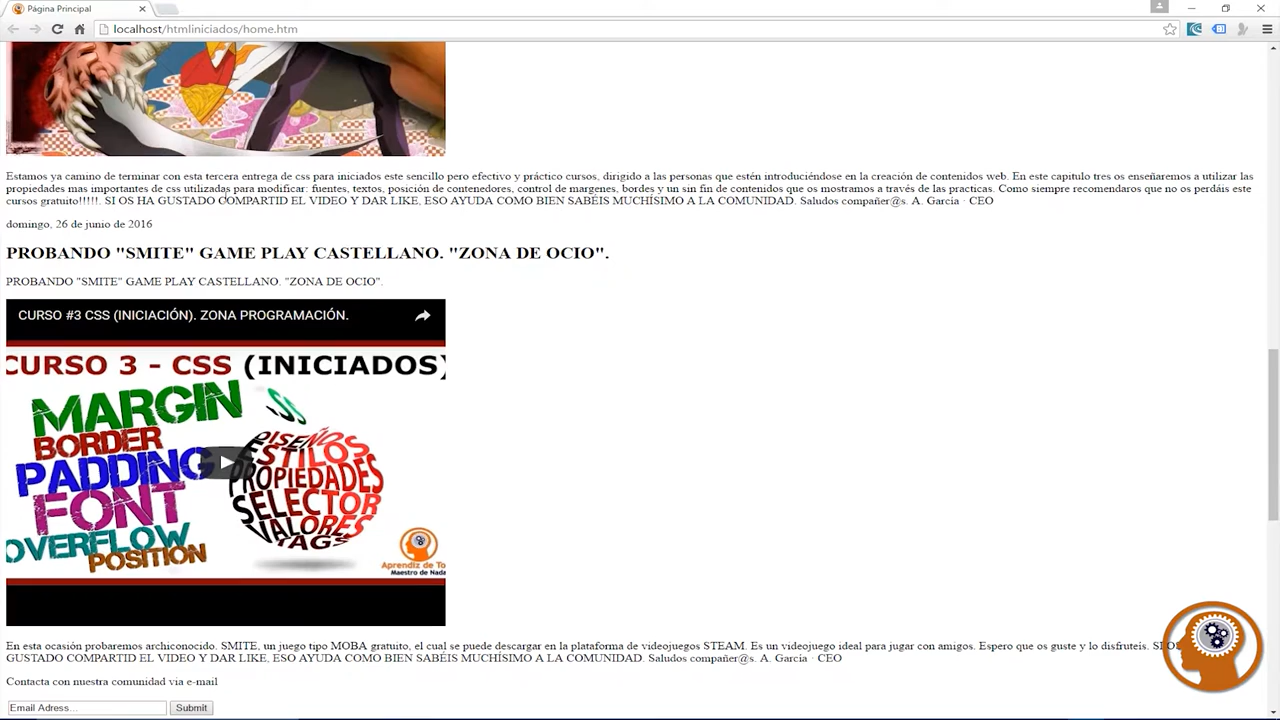 Página Principal
localhost/htmliniciados/home.htm
Estamos ya camino de terminar con esta tercera entrega de css para iniciados este sencillo pero efectivo y práctico cursos, dirigido a las personas que estén introduciéndose en la creación de contenidos web. En este capitulo tres os enseñaremos a utilizar las
propiedades mas importantes de css utilizadas para modificar: fuentes, textos, posición de contenedores, control de margenes, bordes y un sin fin de contenidos que os mostramos a través de las practicas. Como siempre recomendaros que no os perdáis este
cursos gratuito!!!!!. SI OS HA GUSTADO COMPARTID EL VIDEO Y DAR LIKE, ESO AYUDA COMO BIEN SABÉIS MUCHÍSIMO A LA COMUNIDAD. Saludos compañer@s. A. García · CEO
domingo, 26 de junio de 2016
PROBANDO "SMITE" GAME PLAY CASTELLANO. "ZONA DE OCIO".
PROBANDO "SMITE" GAME PLAY CASTELLANO. "ZONA DE OCIO".
CURSO #3 CSS (INICIACIÓN). ZONA PROGRAMACIÓN.
CURSO 3 - CSS (INICIADOS)
MARGIN
BORDER
PADDING
FONT
OVERFLOW
POSITION
DISEÑOS
ESTILOS
PROPIEDADES
SELECTOR
VALORES
TAGS
Aprendiz de To
Maestro de Nada
En esta ocasión probaremos archiconocido. SMITE, un juego tipo MOBA gratuito, el cual se puede descargar en la plataforma de videojuegos STEAM. Es un videojuego ideal para jugar con amigos. Espero que os guste y lo disfrutéis. SI OS
GUSTADO COMPARTID EL VIDEO Y DAR LIKE, ESO AYUDA COMO BIEN SABÉIS MUCHÍSIMO A LA COMUNIDAD. Saludos compañer@s. A. García · CEO
Contacta con nuestra comunidad via e-mail
Email Adress... Submit